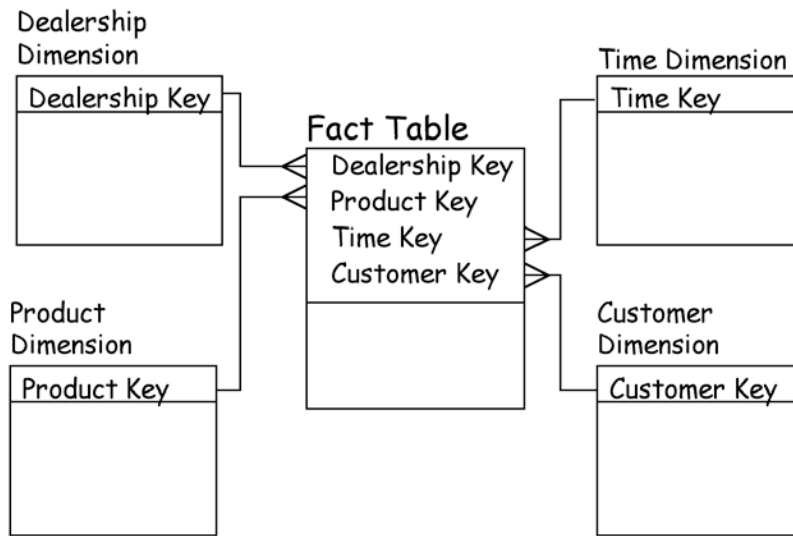 Dealership
Dimension
Dealership Key
Product
Dimension
Product Key
Fact Table
Dealership Key
Product Key
Time Key
Customer Key
Time Dimension
Time Key
Customer
Dimension
Customer Key